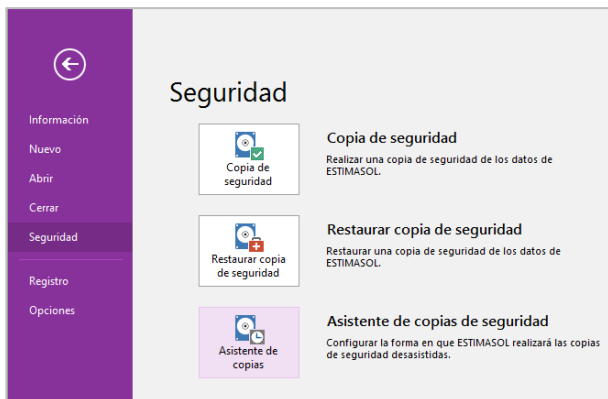 Información
Nuevo
Abrir
Cerrar
Seguridad
Registro
Opciones
Seguridad
Copia de
seguridad
Copia de seguridad
Realizar una copia de seguridad de los datos de
ESTIMASOL.
Restaurar copia
de seguridad
Restaurar copia de seguridad
Restaurar una copia de seguridad de los datos de
ESTIMASOL.
Asistente de
copias
Asistente de copias de seguridad
Configurar la forma en que ESTIMASOL realizará las copias
de seguridad desasistidas.